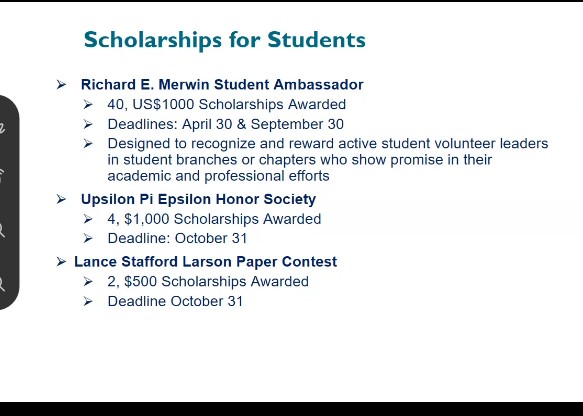 Scholarships for Students
➢ Richard E. Merwin Student Ambassador
➢ 40, US$1000 Scholarships Awarded
➢ Deadlines: April 30 & September 30
➢ Designed to recognize and reward active student volunteer leaders
in student branches or chapters who show promise in their
academic and professional efforts
➢ Upsilon Pi Epsilon Honor Society
➢ 4, $1,000 Scholarships Awarded
➢ Deadline: October 31
➢ Lance Stafford Larson Paper Contest
➢ 2, $500 Scholarships Awarded
➢ Deadline October 31